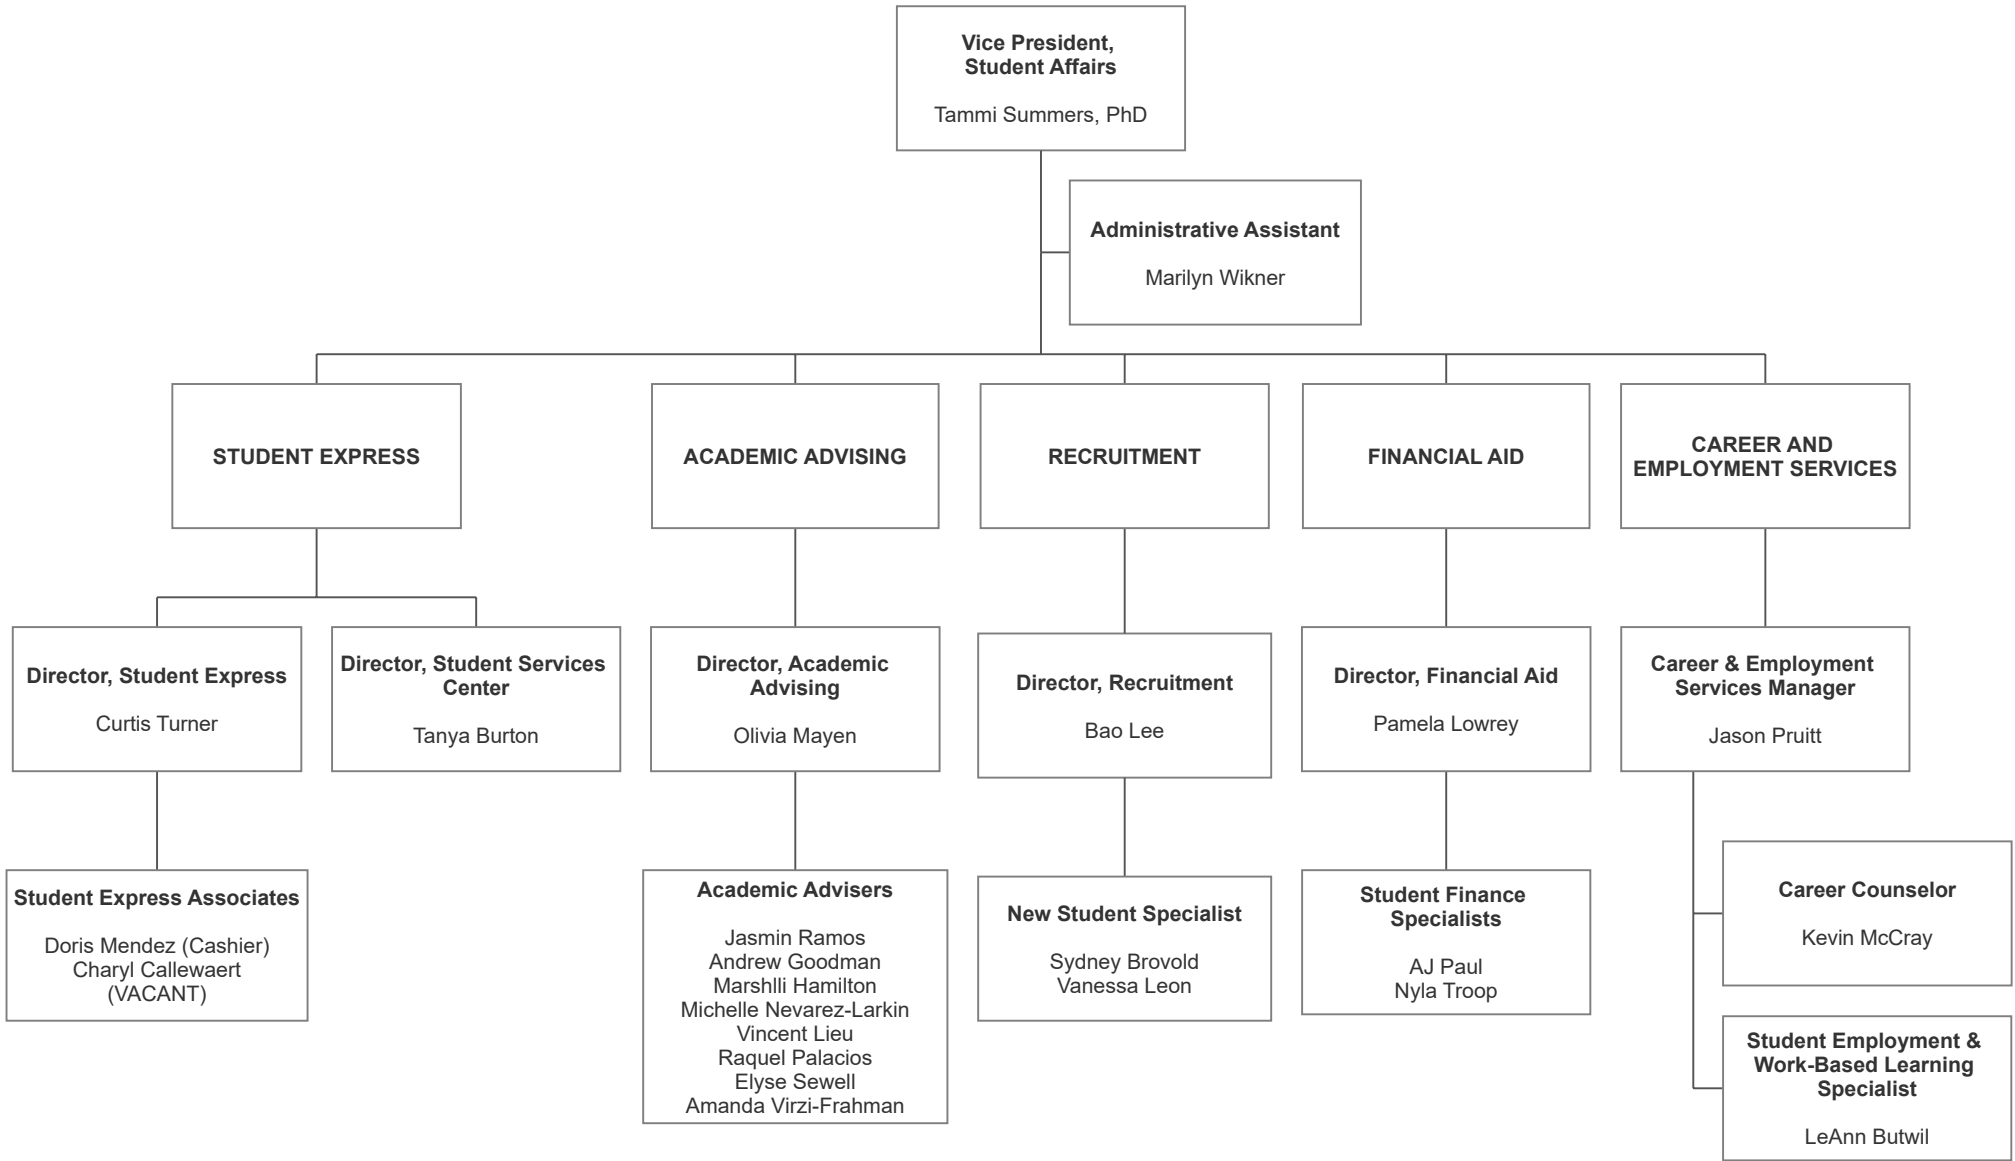 Vice President,
Student Affairs
Tammi Summers, PhD
Administrative Assistant
Marilyn Wikner
STUDENT EXPRESS
ACADEMIC ADVISING
RECRUITMENT
FINANCIAL AID
CAREER AND
EMPLOYMENT SERVICES
Director, Student Express
Curtis Turner
Director, Student Services
Center
Tanya Burton
Director, Academic
Advising
Olivia Mayen
Director, Recruitment
Bao Lee
Director, Financial Aid
Pamela Lowrey
Career & Employment
Services Manager
Jason Pruitt
Student Express Associates
Doris Mendez (Cashier)
Charyl Callewaert
(VACANT)
Academic Advisers
Jasmin Ramos
Andrew Goodman
Marshlli Hamilton
Michelle Nevarez-Larkin
Vincent Lieu
Raquel Palacios
Elyse Sewell
Amanda Virzi-Frahman
New Student Specialist
Sydney Brovold
Vanessa Leon
Student Finance
Specialists
AJ Paul
Nyla Troop
Career Counselor
Kevin McCray
Student Employment &
Work-Based Learning
Specialist
LeAnn Butwil